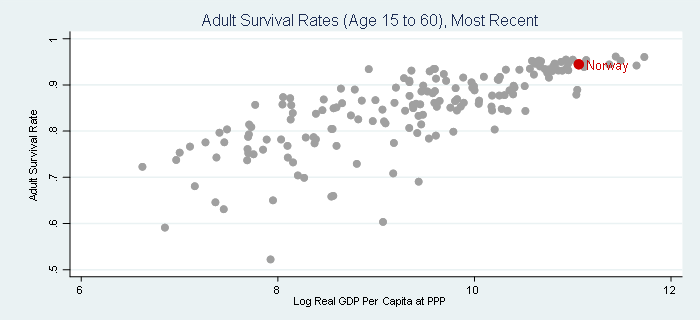 Adult Survival Rates (Age 15 to 60), Most Recent
Adult Survival Rate
1
.9
.8
.7
.6
.5
Norway
6
8
10
12
Log Real GDP Per Capita at PPP